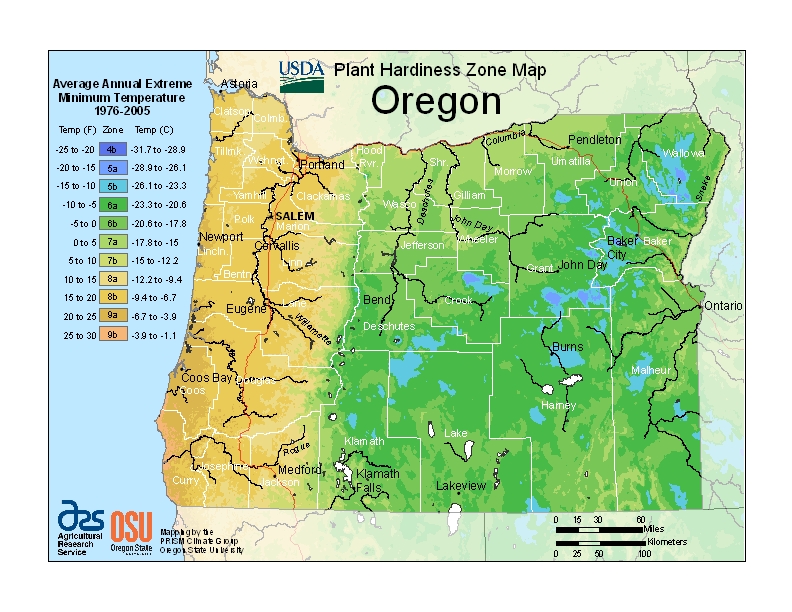 USDA
Plant Hardiness Zone Map
Oregon
Average Annual Extreme
Minimum Temperature
1976-2005
Temp (F) Zone Temp (C)
-25 to -20 4b -31.7 to -28.9
-20 to -15 5a -28.9 to -26.1
-15 to -10 5b -26.1 to -23.3
-10 to -5 6a -23.3 to -20.6
-5 to 0 6b -20.6 to -17.8
0 to 5 7a -17.8 to -15
5 to 10 7b -15 to -12.2
10 to 15 8a -12.2 to -9.4
15 to 20 8b -9.4 to -6.7
20 to 25 9a -6.7 to -3.9
25 to 30 9b -3.9 to -1.1
Astoria
Clatsop
Columb.
Tillmk
Washngt
Portland
Hood
Rvr.
Columbia
Pendleton
Wallowa
Umatilla
Shr.
Morrow
Union
Snake
Yamhill
Clackamas
Wasco
Deschutes
Gilliam
Polk
SALEM
Marion
John Day
Newport
Lincln.
Corvallis
Linn
Jefferson
Wheeler
Baker
City
Baker
Bentn
Grant
John Day
Eugene
Lane
Willamette
Bend
Crook
Ontario
Deschutes
Burns
Coos Bay
Coos
Douglas
Malheur
Harney
Rogue
Klamath
Lake
Josephine
Curry
Medford
Jackson
Klamath
Falls
Lakeview
ars
Agricultural
Research
Service
OSU
Oregon State
UNIVERSITY
Mapping by the
PRISM Climate Group
Oregon State University
0 15 30 60
Miles
Kilometers
0 25 50 100